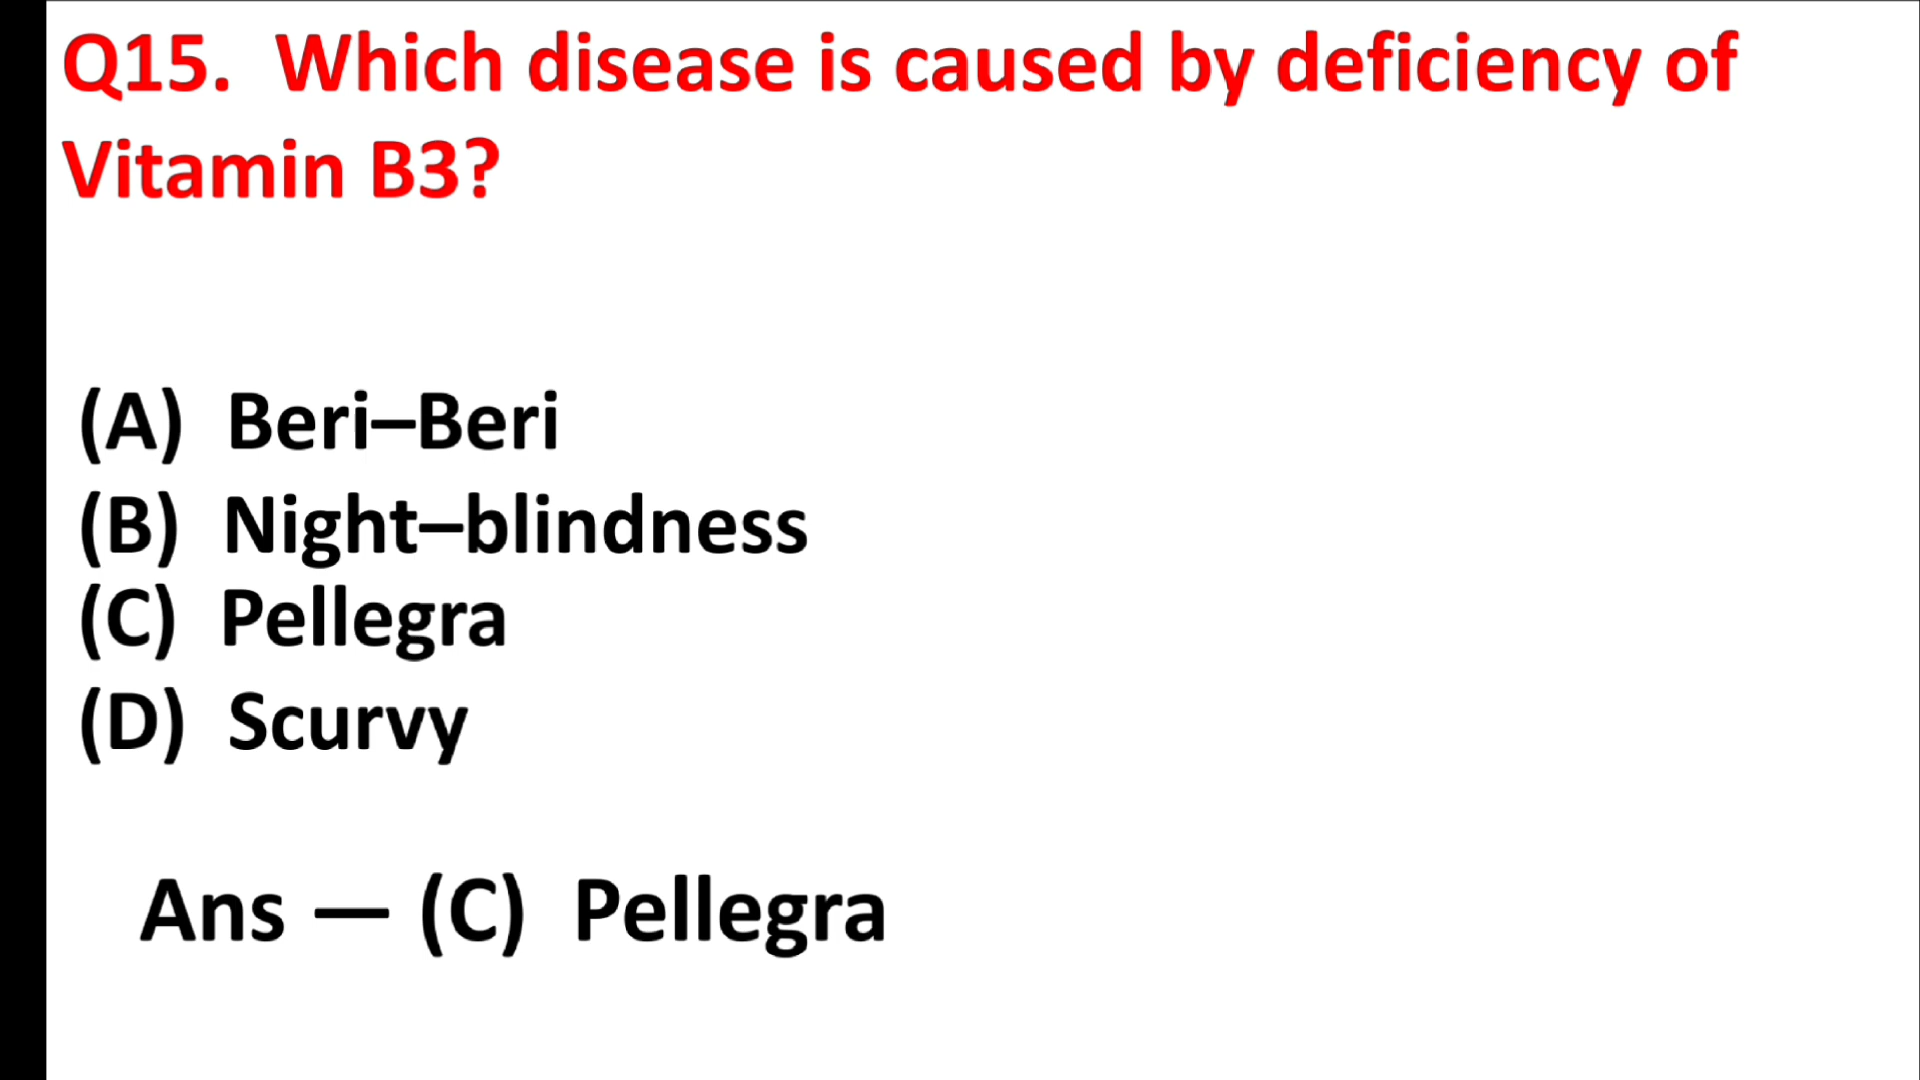 Q15. Which disease is caused by deficiency of
Vitamin B3?
(A) Beri–Beri
(B) Night–blindness
(C) Pellegra
(D) Scurvy
Ans — (C) Pellegra